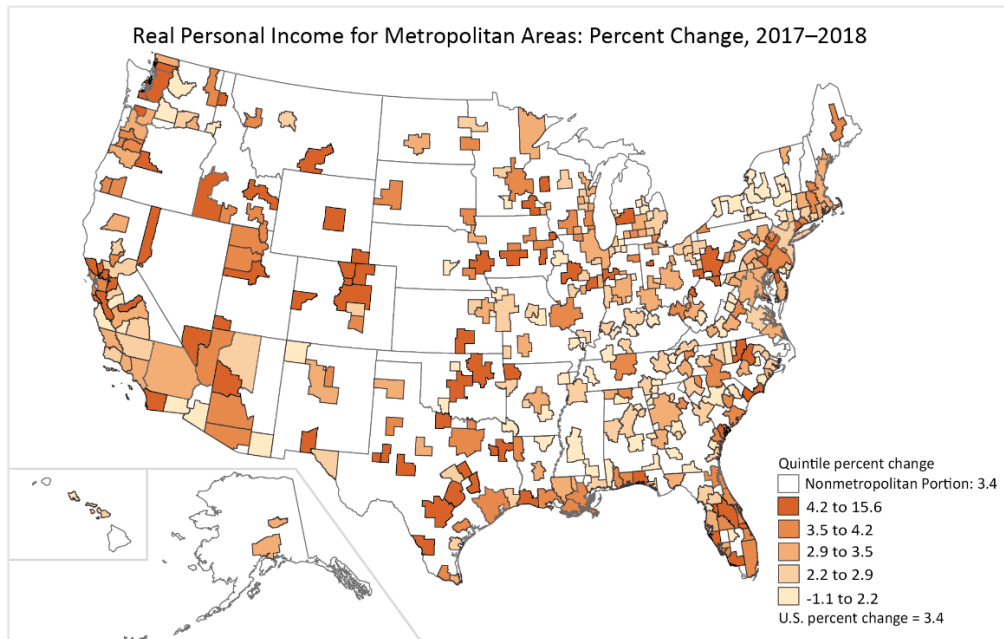 Real Personal Income for Metropolitan Areas: Percent Change, 2017–2018
Quintile percent change
Nonmetropolitan Portion: 3.4
4.2 to 15.6
3.5 to 4.2
2.9 to 3.5
2.2 to 2.9
-1.1 to 2.2
U.S. percent change = 3.4